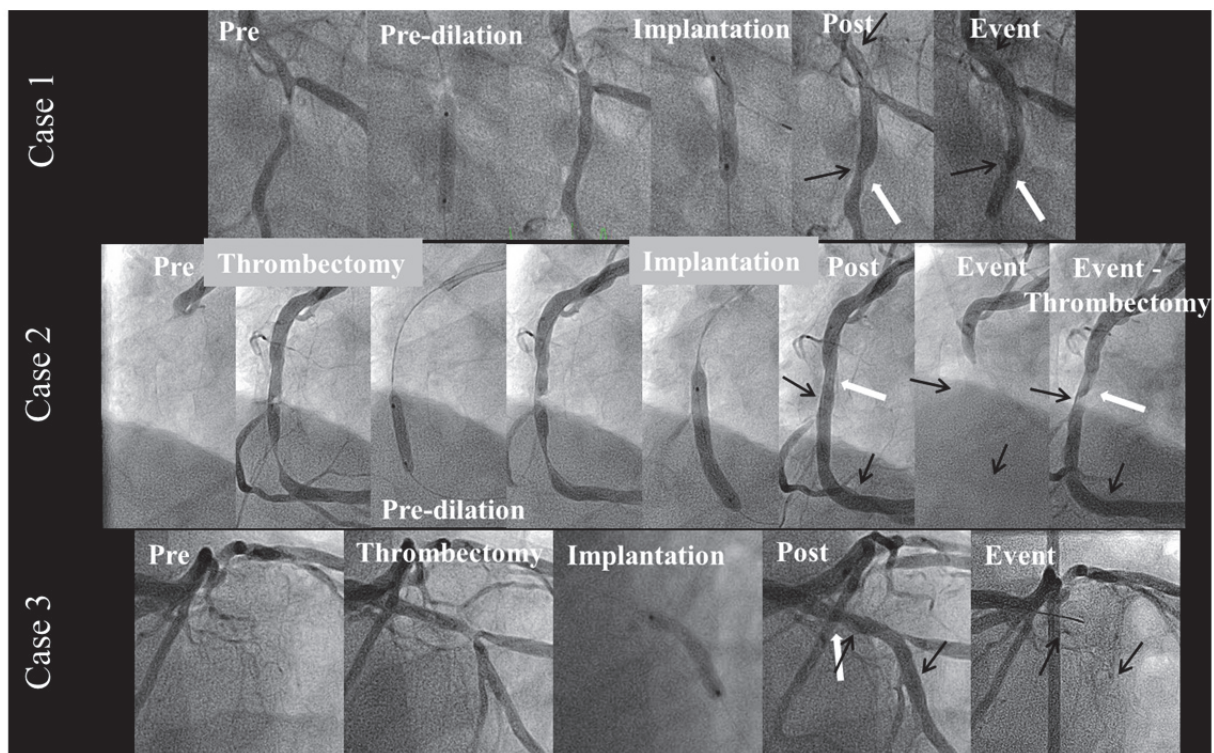 Case 1
Pre
Pre-dilation
Implantation
Post
Event
Case 2
Pre
Thrombectomy
Pre-dilation
Implantation
Post
Event
Event -
Thrombectomy
Case 3
Pre
Thrombectomy
Implantation
Post
Event